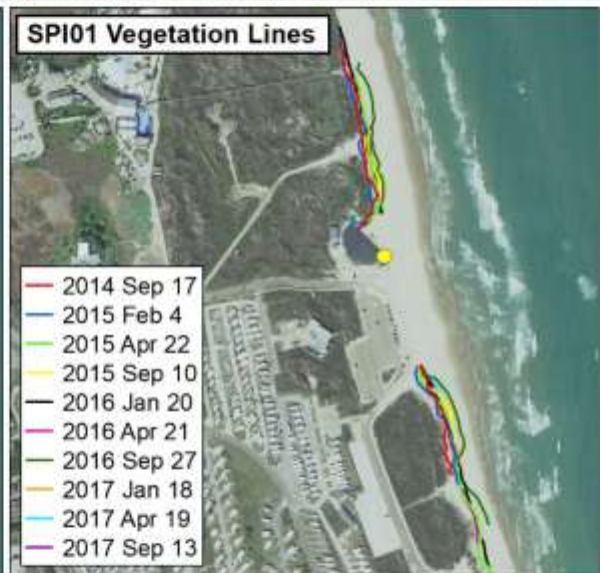 SPI01 Vegetation Lines
2014 Sep 17
2015 Feb 4
2015 Apr 22
2015 Sep 10
2016 Jan 20
2016 Apr 21
2016 Sep 27
2017 Jan 18
2017 Apr 19
2017 Sep 13